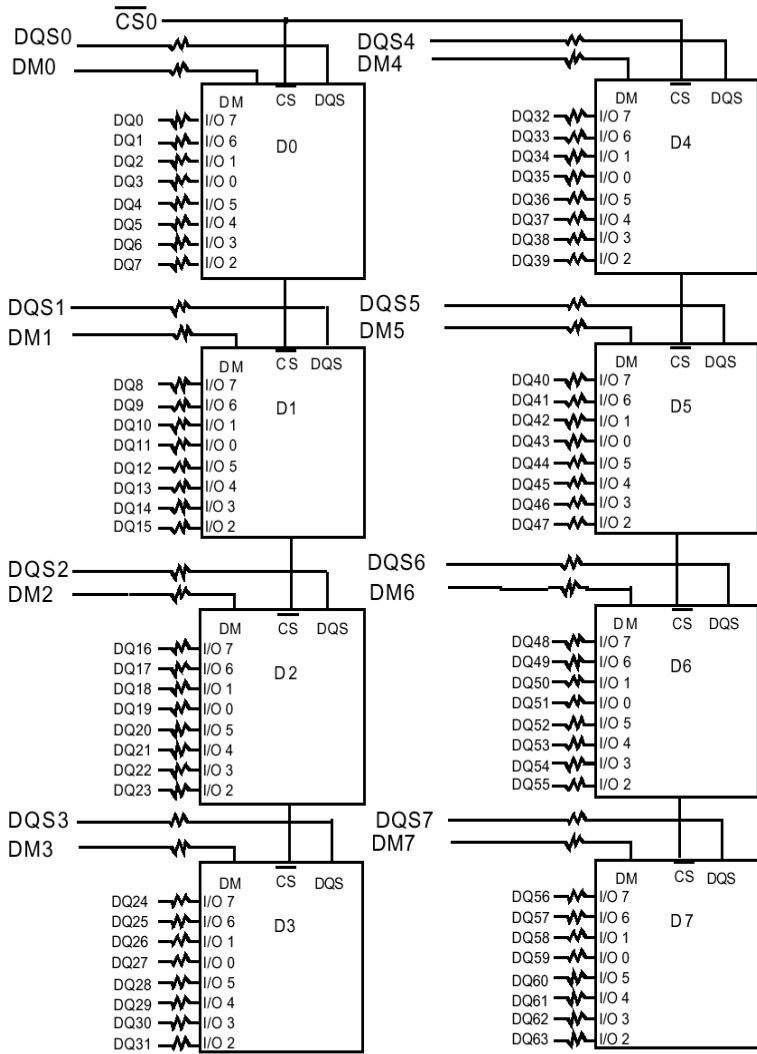 CS0
DQS0
DM0
DM CS DQS
D0
DQ0 I/O 7
DQ1 I/O 6
DQ2 I/O 1
DQ3 I/O 0
DQ4 I/O 5
DQ5 I/O 4
DQ6 I/O 3
DQ7 I/O 2
DQS1
DM1
DM CS DQS
D1
DQ8 I/O 7
DQ9 I/O 6
DQ10 I/O 1
DQ11 I/O 0
DQ12 I/O 5
DQ13 I/O 4
DQ14 I/O 3
DQ15 I/O 2
DQS2
DM2
DM CS DQS
D2
DQ16 I/O 7
DQ17 I/O 6
DQ18 I/O 1
DQ19 I/O 0
DQ20 I/O 5
DQ21 I/O 4
DQ22 I/O 3
DQ23 I/O 2
DQS3
DM3
DM CS DQS
D3
DQ24 I/O 7
DQ25 I/O 6
DQ26 I/O 1
DQ27 I/O 0
DQ28 I/O 5
DQ29 I/O 4
DQ30 I/O 3
DQ31 I/O 2
DQS4
DM4
DM CS DQS
D4
DQ32 I/O 7
DQ33 I/O 6
DQ34 I/O 1
DQ35 I/O 0
DQ36 I/O 5
DQ37 I/O 4
DQ38 I/O 3
DQ39 I/O 2
DQS5
DM5
DM CS DQS
D5
DQ40 I/O 7
DQ41 I/O 6
DQ42 I/O 1
DQ43 I/O 0
DQ44 I/O 5
DQ45 I/O 4
DQ46 I/O 3
DQ47 I/O 2
DQS6
DM6
DM CS DQS
D6
DQ48 I/O 7
DQ49 I/O 6
DQ50 I/O 1
DQ51 I/O 0
DQ52 I/O 5
DQ53 I/O 4
DQ54 I/O 3
DQ55 I/O 2
DQS7
DM7
DM CS DQS
D7
DQ56 I/O 7
DQ57 I/O 6
DQ58 I/O 1
DQ59 I/O 0
DQ60 I/O 5
DQ61 I/O 4
DQ62 I/O 3
DQ63 I/O 2